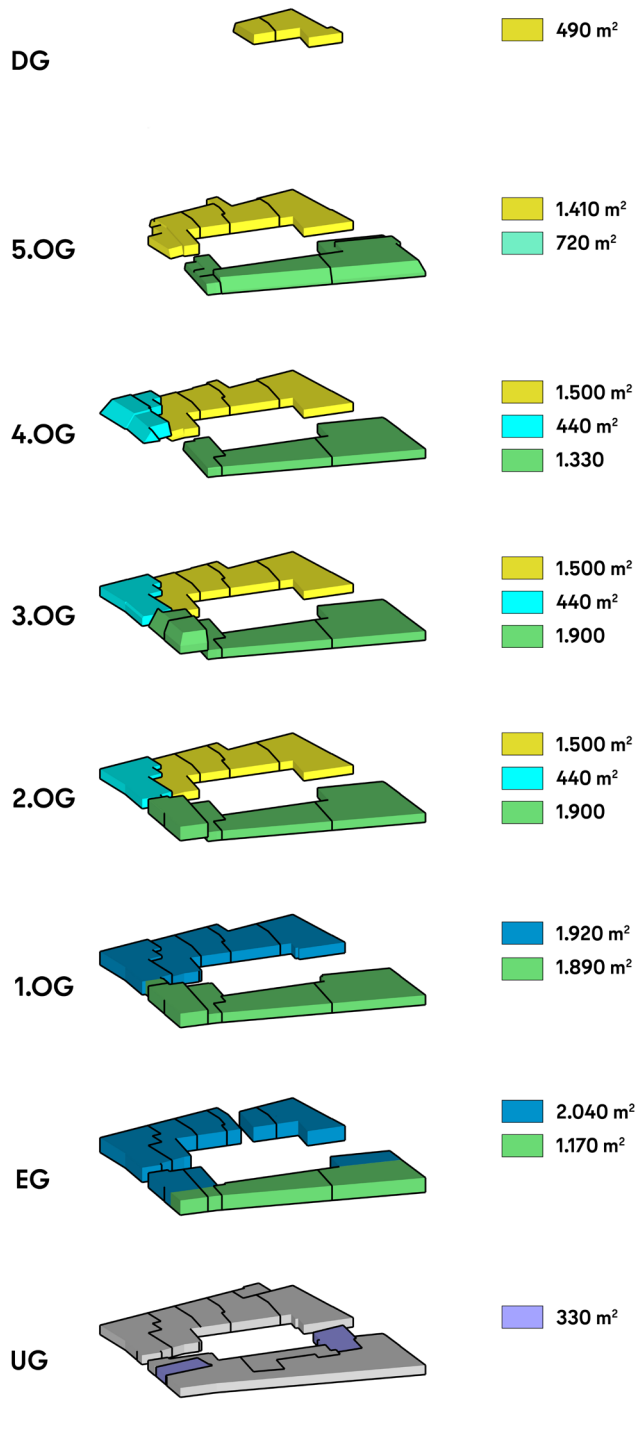 DG
490 m²
5.OG
1.410 m²
720 m²
4.OG
1.500 m²
440 m²
1.330
3.OG
1.500 m²
440 m²
1.900
2.OG
1.500 m²
440 m²
1.900
1.OG
1.920 m²
1.890 m²
EG
2.040 m²
1.170 m²
UG
330 m²